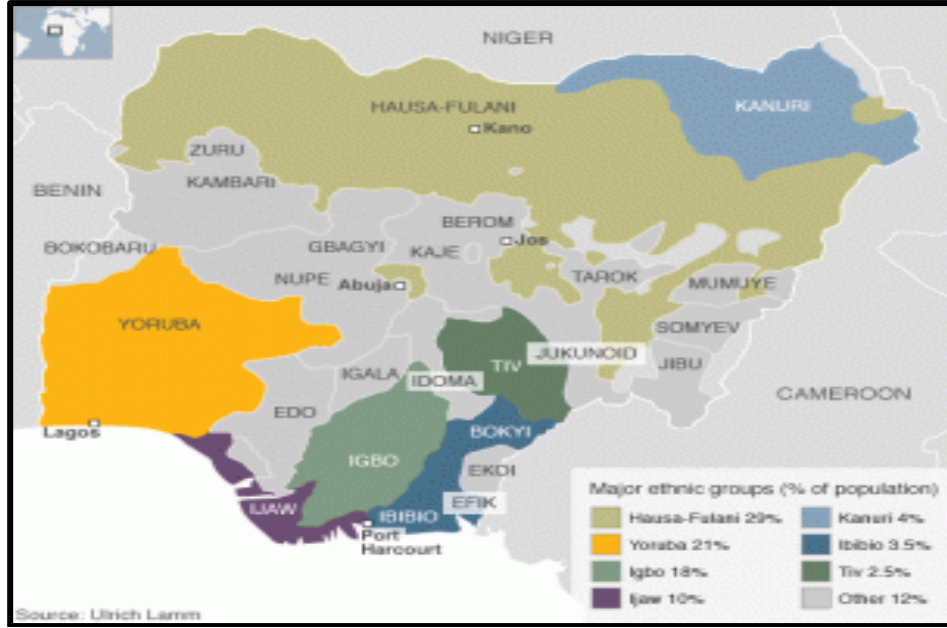 NIGER
HAUSA-FULANI
Kano
KANURI
ZURU
KAMBARI
BENIN
BEROM
BOKOBARU
GBAGYI
KAJE
Jos
NUPE
Abuja
TAROK
MUMUYE
YORUBA
SOMYEV
JUKUNOID
JIBU
TIV
IGALA
IDOMA
CAMEROON
EDO
Lagos
BOKYI
IGBO
EKOI
EFIK
IJAW
IBIBIO
Port
Harcourt
Major ethnic groups (% of population)
Hausa-Fulani 29%
Kanuri 4%
Yoruba 21%
Ibibio 3.5%
Igbo 18%
Tiv 2.5%
Ijaw 10%
Other 12%
Source: Ulrich Lamm